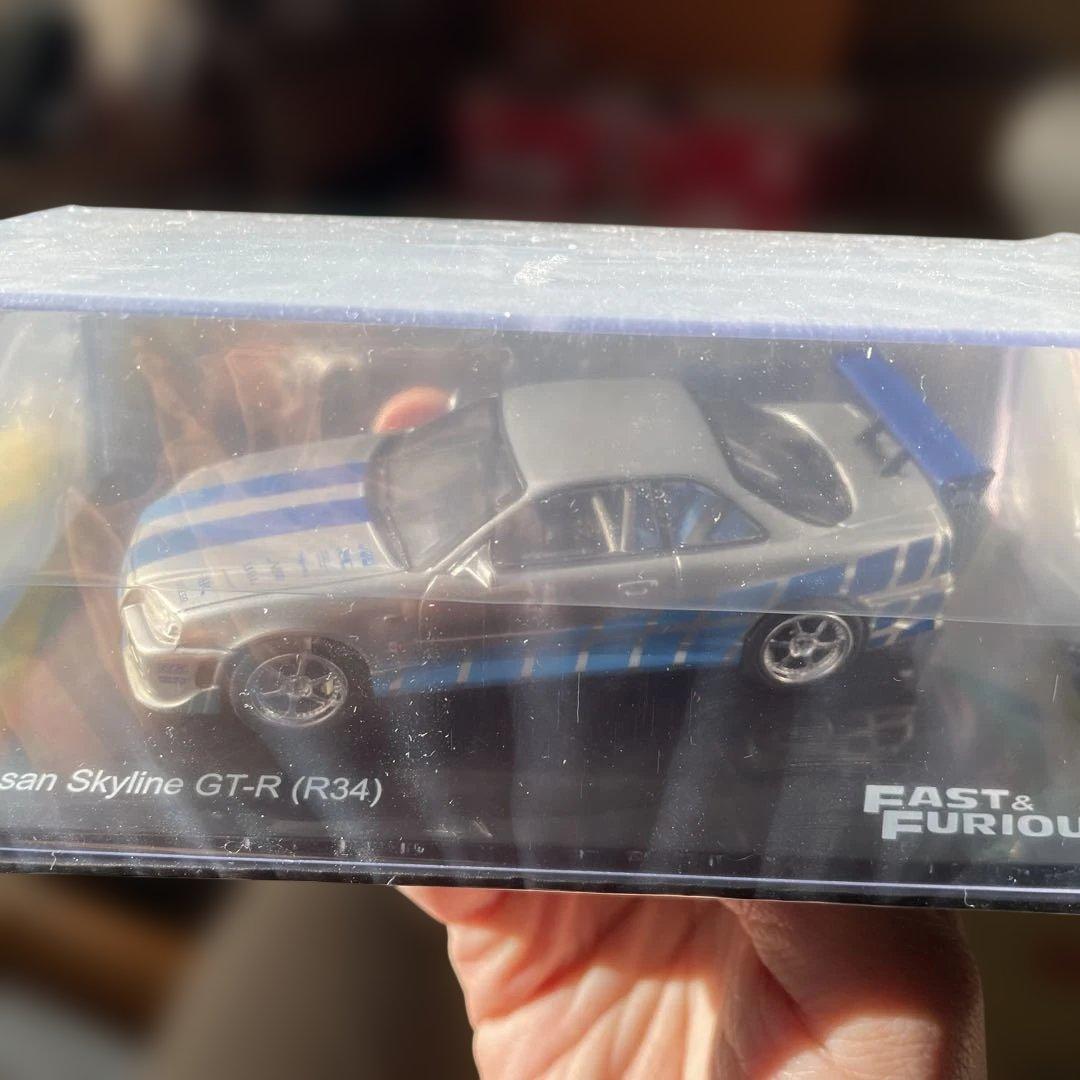 san Skyline GT-R (R34)
FAST &
FURIOU